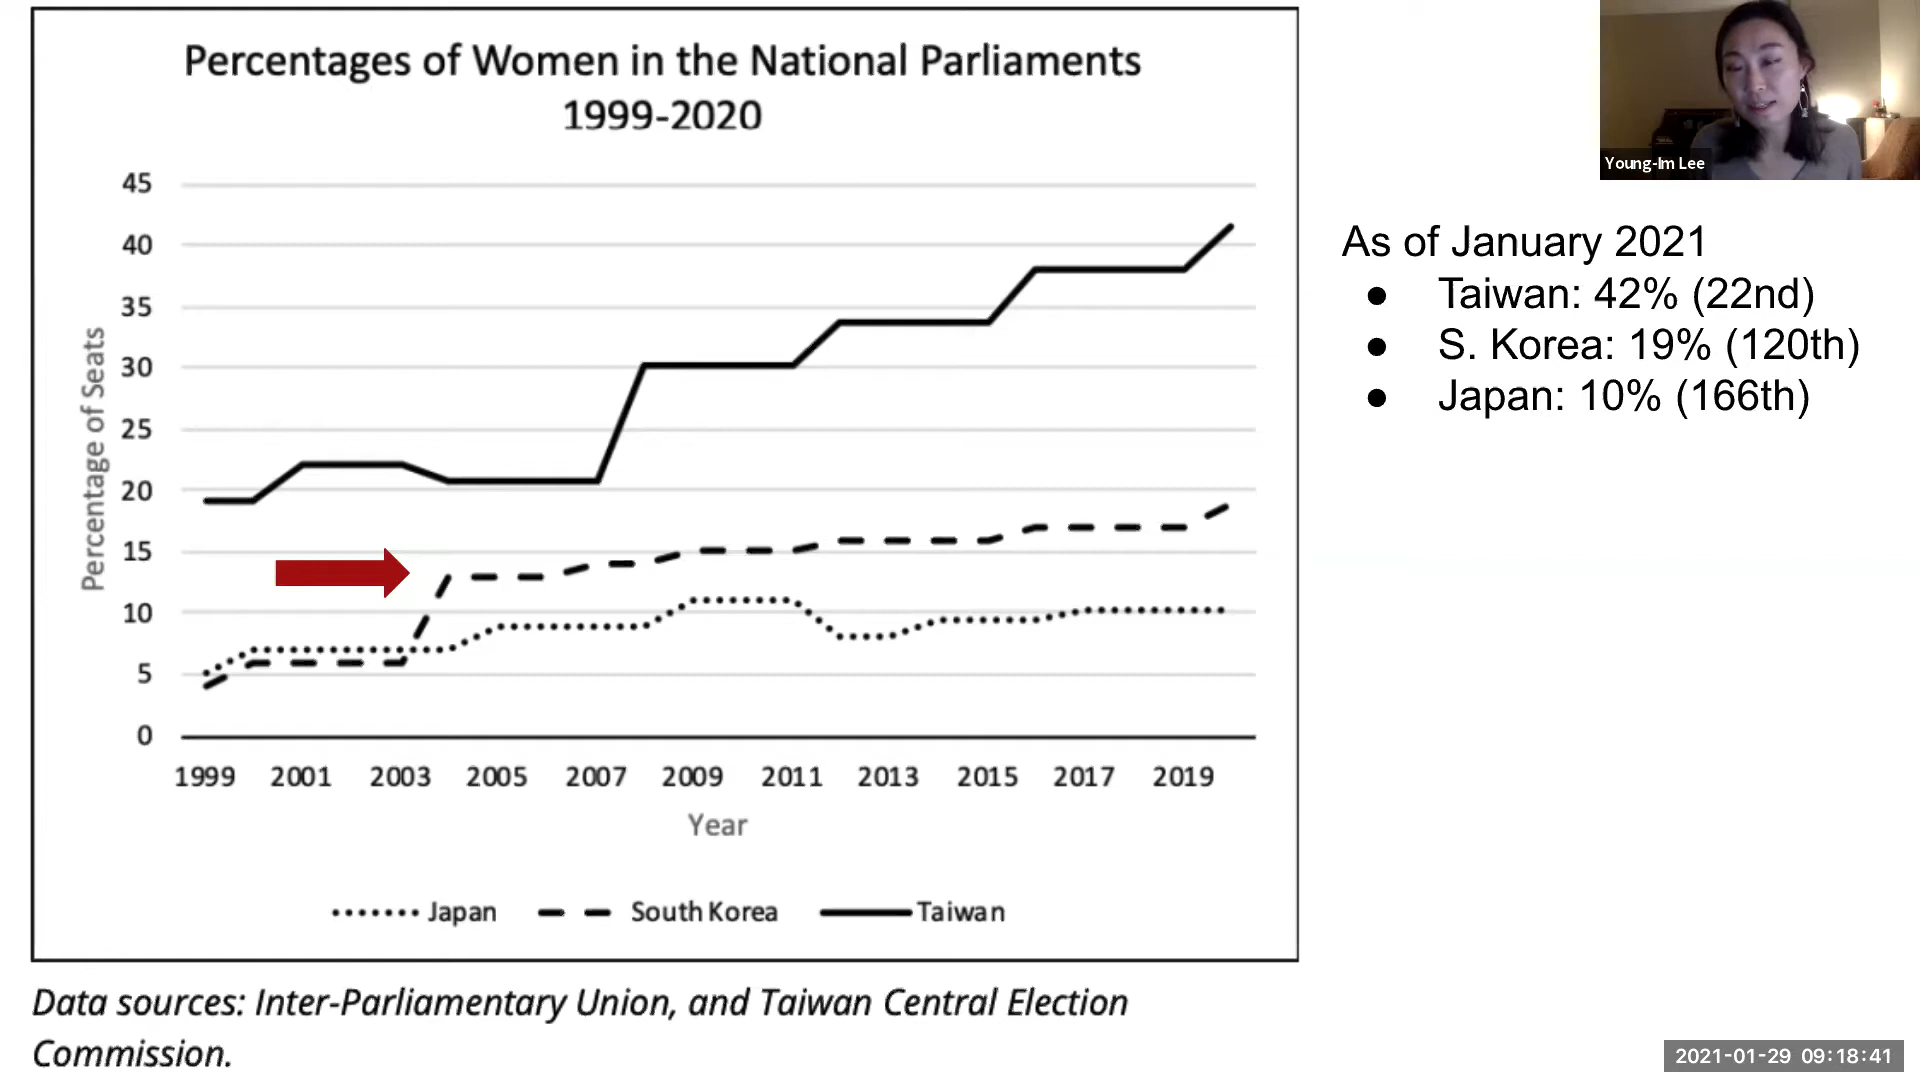 Percentages of Women in the National Parliaments
1999-2020
Young-Im Lee
As of January 2021
● Taiwan: 42% (22nd)
● S. Korea: 19% (120th)
● Japan: 10% (166th)
Percentage of Seats
45
40
35
30
25
20
15
10
5
0
1999 2001 2003 2005 2007 2009 2011 2013 2015 2017 2019
Year
Japan South Korea Taiwan
Data sources: Inter-Parliamentary Union, and Taiwan Central Election
Commission.
2021-01-29 09:18:41